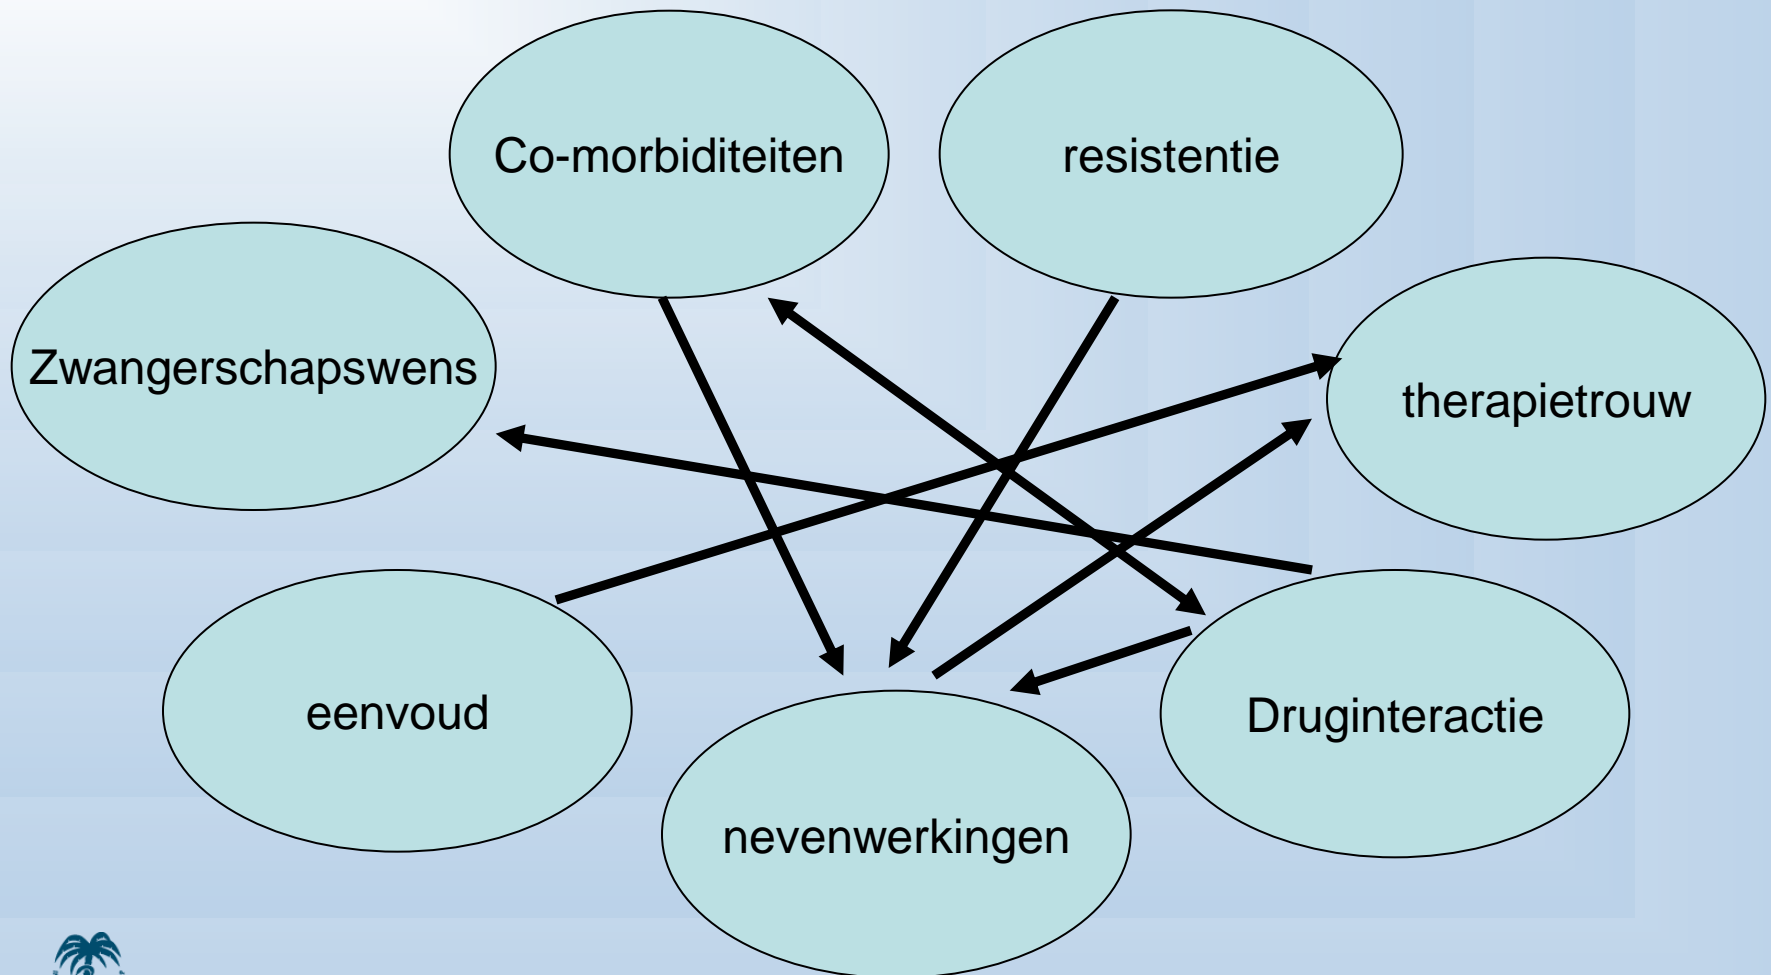 Co-morbiditeiten
resistentie
Zwangerschapswens
therapietrouw
eenvoud
Druginteractie
nevenwerkingen